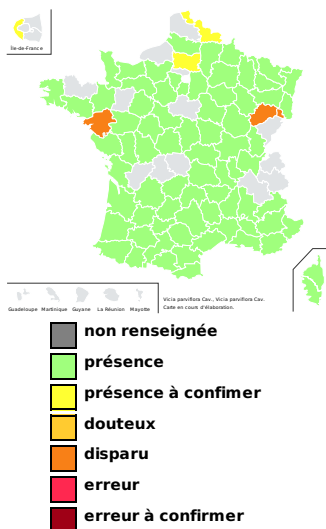 Île-de-France
Guadeloupe Martinique Guyane La Réunion Mayotte
Vicia parviflora Cav., Vicia parviflora Cav.
Carte en cours d'élaboration.
non renseignée
présence
présence à confimer
douteux
disparu
erreur
erreur à confirmer